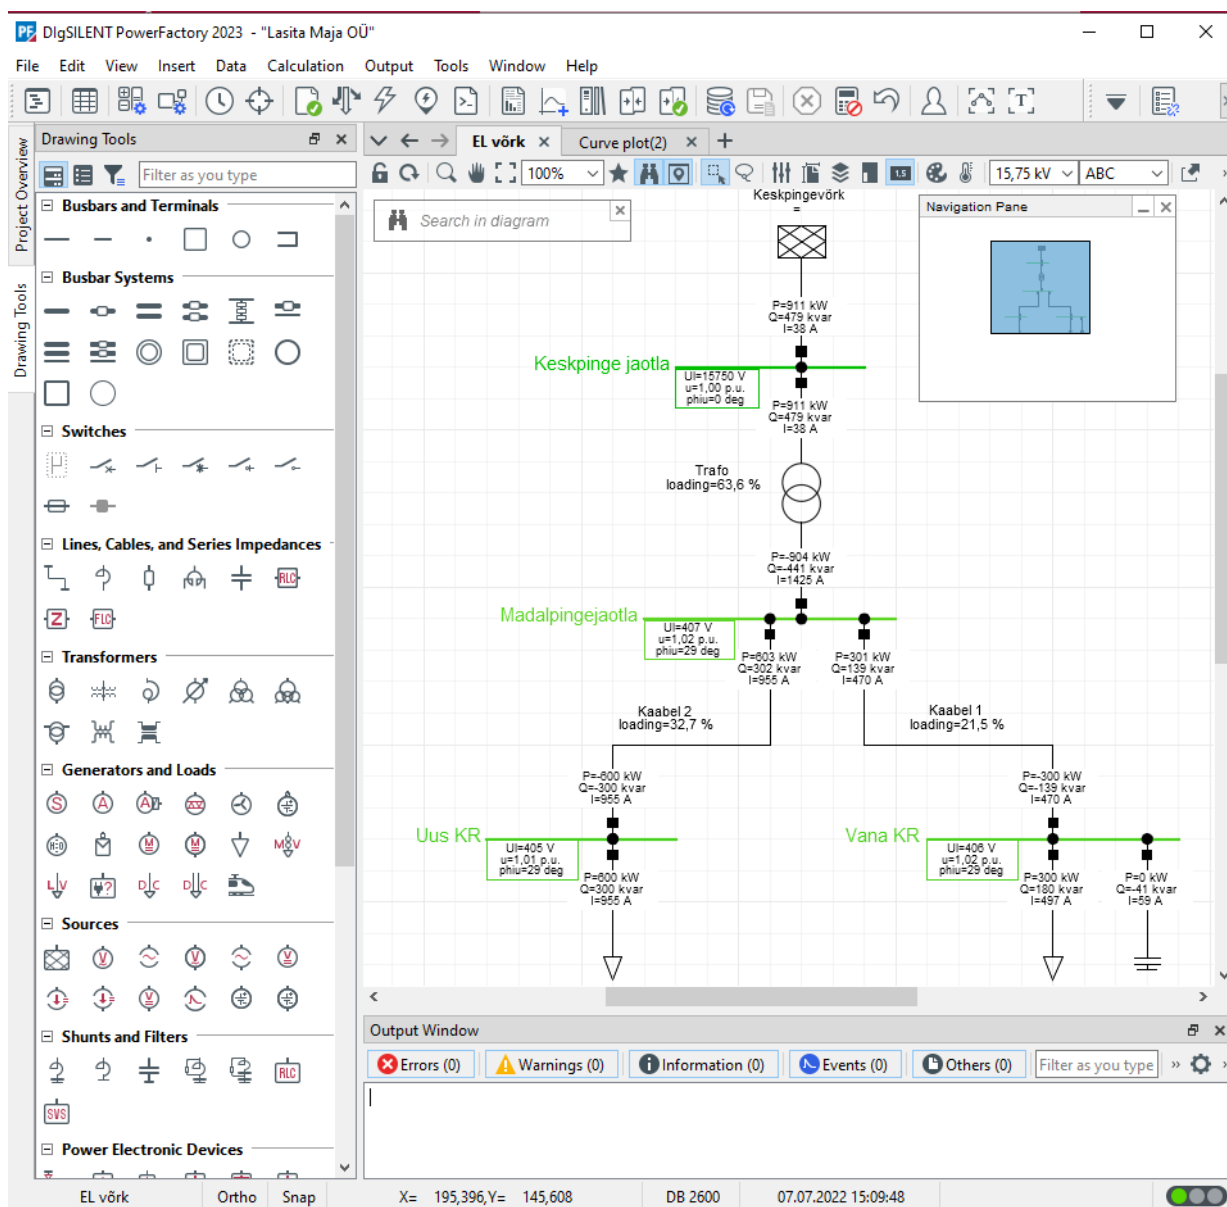 DIgSILENT PowerFactory 2023 - "Lasita Maja OÜ"
File Edit View Insert Data Calculation Output Tools Window Help
Project Overview
Drawing Tools
Drawing Tools
Filter as you type
Busbars and Terminals
Busbar Systems
Switches
Lines, Cables, and Series Impedances
Transformers
Generators and Loads
Sources
Shunts and Filters
Power Electronic Devices
EL võrk
Curve plot(2)
100%
15,75 kV
ABC
Search in diagram
Navigation Pane
Keskpingevõrk
=
P=911 kW
Q=479 kvar
I=38 A
Keskpinge jaotla
Ul=15750 V
u=1,00 p.u.
phiu=0 deg
P=911 kW
Q=479 kvar
I=38 A
Trafo
loading=63,6 %
P=-904 kW
Q=-441 kvar
I=1425 A
Madalpingejaotla
Ul=407 V
u=1,02 p.u.
phiu=29 deg
P=603 kW
Q=302 kvar
I=955 A
P=301 kW
Q=139 kvar
I=470 A
Kaabel 2
loading=32,7 %
Kaabel 1
loading=21,5 %
P=-600 kW
Q=-300 kvar
I=955 A
P=-300 kW
Q=-139 kvar
I=470 A
Uus KR
Ul=405 V
u=1,01 p.u.
phiu=29 deg
P=600 kW
Q=300 kvar
I=955 A
Vana KR
Ul=406 V
u=1,02 p.u.
phiu=29 deg
P=300 kW
Q=180 kvar
I=497 A
P=0 kW
Q=-41 kvar
I=59 A
Output Window
Errors (0) Warnings (0) Information (0) Events (0) Others (0) Filter as you type
EL võrk Ortho Snap X= 195,396,Y= 145,608 DB 2600 07.07.2022 15:09:48